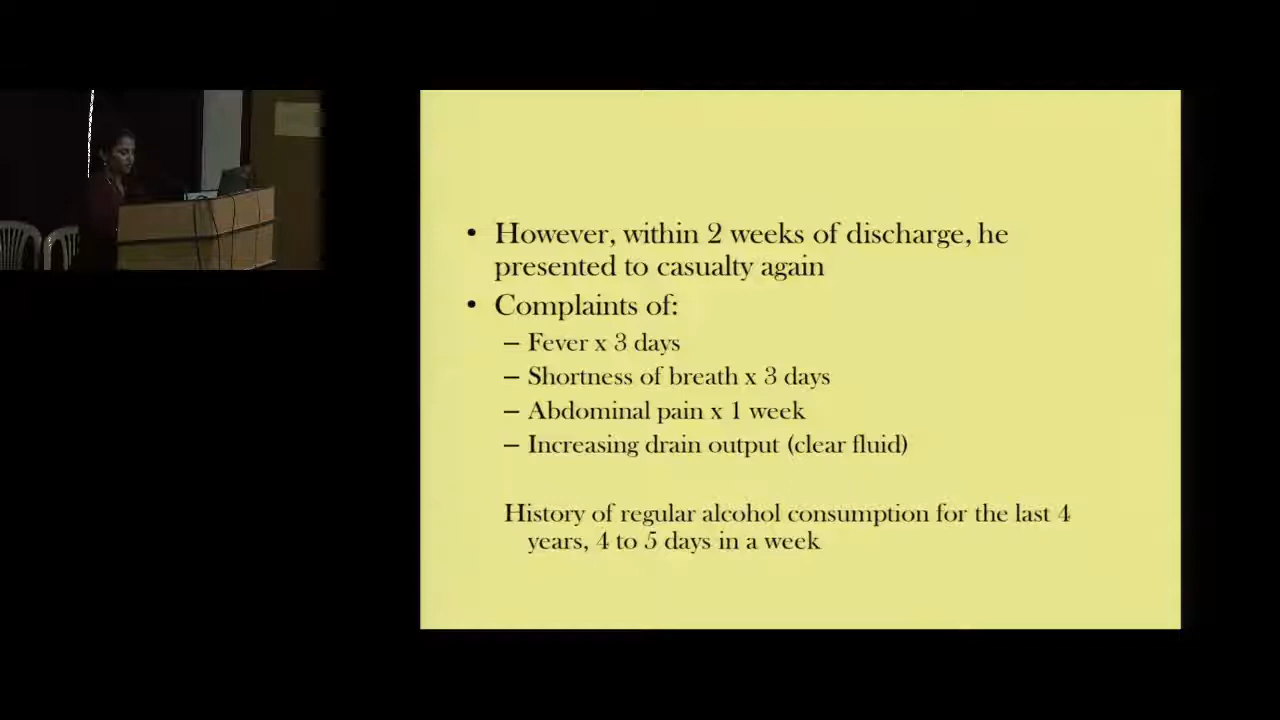 • However, within 2 weeks of discharge, he
presented to casualty again
• Complaints of:
– Fever x 3 days
– Shortness of breath x 3 days
– Abdominal pain x 1 week
– Increasing drain output (clear fluid)
History of regular alcohol consumption for the last 4
years, 4 to 5 days in a week